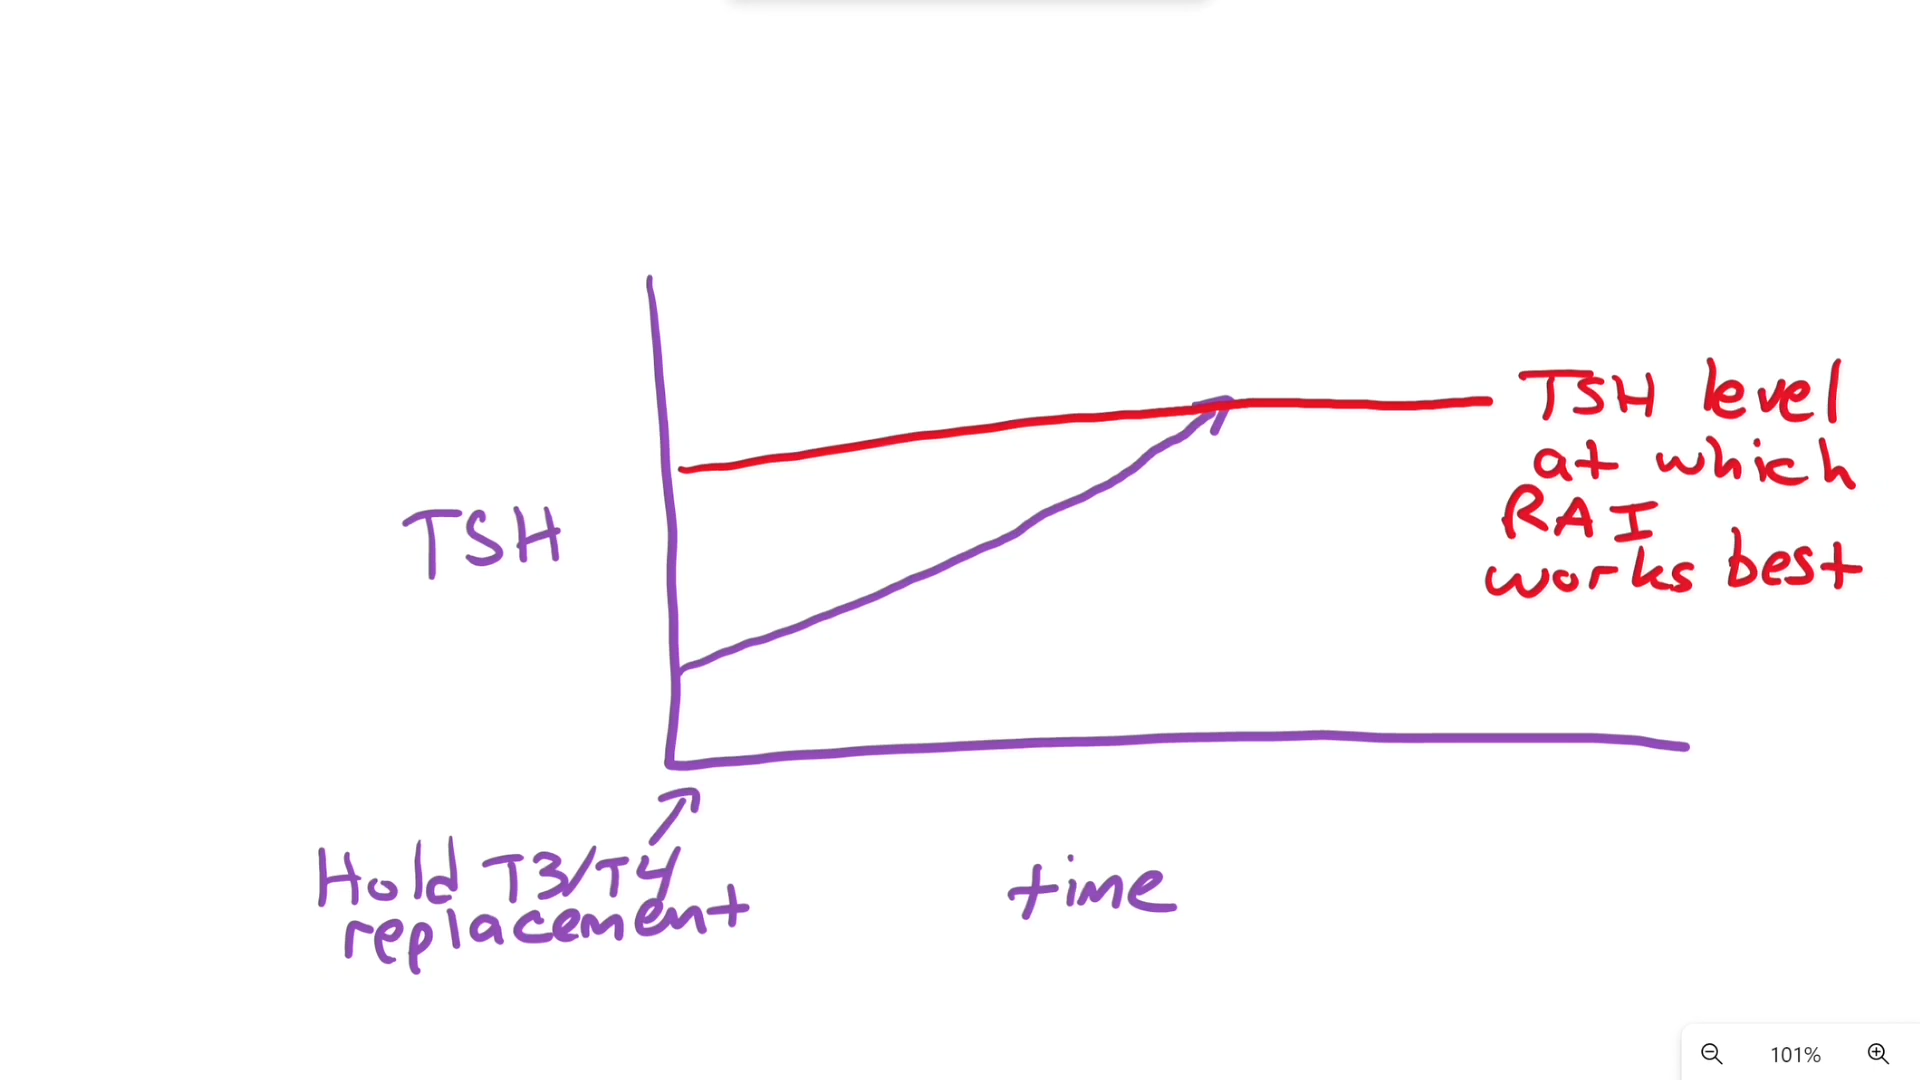 TSH level
at which
RAI
works best
TSH
Hold T3/T4
replacement
time
101%